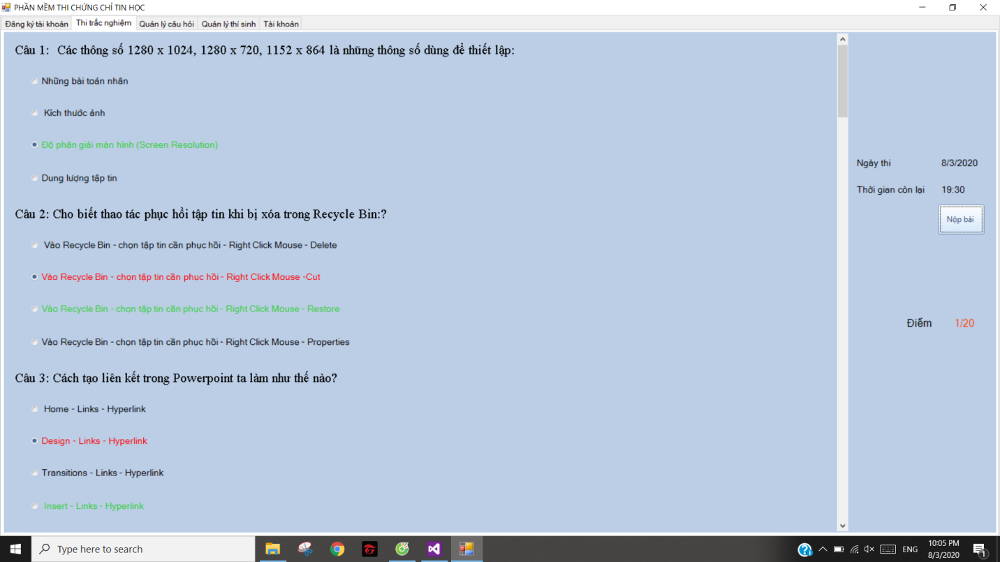 PHẦN MỀM THI CHỨNG CHỈ TIN HỌC
Đăng ký tài khoản Thi trắc nghiệm Quản lý câu hỏi Quản lý thí sinh Tài khoản
Câu 1: Các thông số 1280 x 1024, 1280 x 720, 1152 x 864 là những thông số dùng để thiết lập:
Những bài toán nhân
Kích thước ảnh
Độ phân giải màn hình (Screen Resolution)
Dung lượng tập tin
Câu 2: Cho biết thao tác phục hồi tập tin khi bị xóa trong Recycle Bin:?
Vào Recycle Bin - chọn tập tin cần phục hồi - Right Click Mouse - Delete
Vào Recycle Bin - chọn tập tin cần phục hồi - Right Click Mouse -Cut
Vào Recycle Bin - chọn tập tin cần phục hồi - Right Click Mouse - Restore
Vào Recycle Bin - chọn tập tin cần phục hồi - Right Click Mouse - Properties
Câu 3: Cách tạo liên kết trong Powerpoint ta làm như thế nào?
Home - Links - Hyperlink
Design - Links - Hyperlink
Transitions - Links - Hyperlink
Insert - Links - Hyperlink
Ngày thi 8/3/2020
Thời gian còn lại 19:30
Nộp bài
Điểm 1/20
Type here to search
ENG
10:05 PM
8/3/2020
1